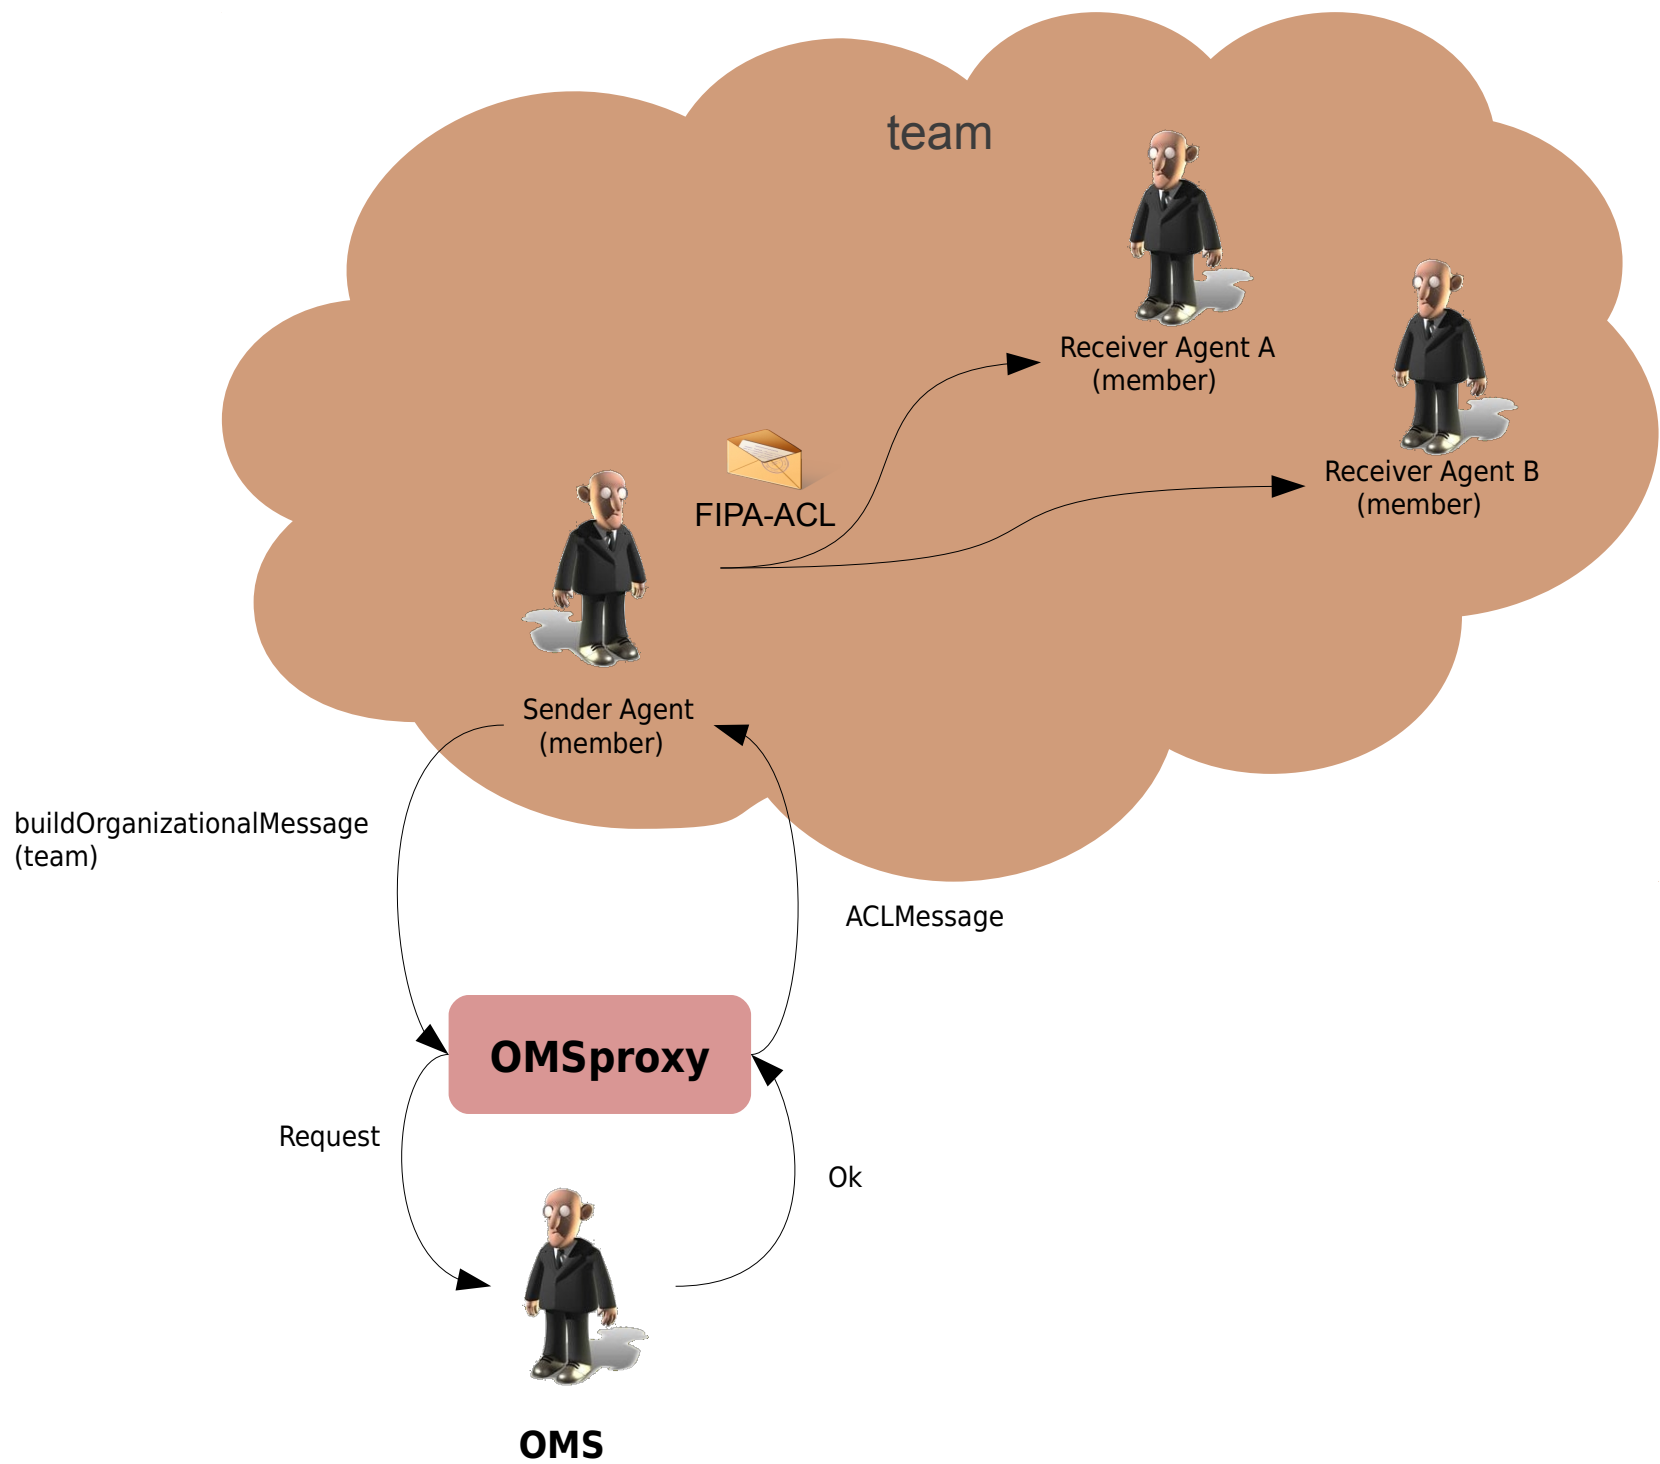 team
Receiver Agent A
(member)
Receiver Agent B
(member)
FIPA-ACL
Sender Agent
(member)
buildOrganizationalMessage
(team)
ACLMessage
OMSproxy
Request
Ok
OMS